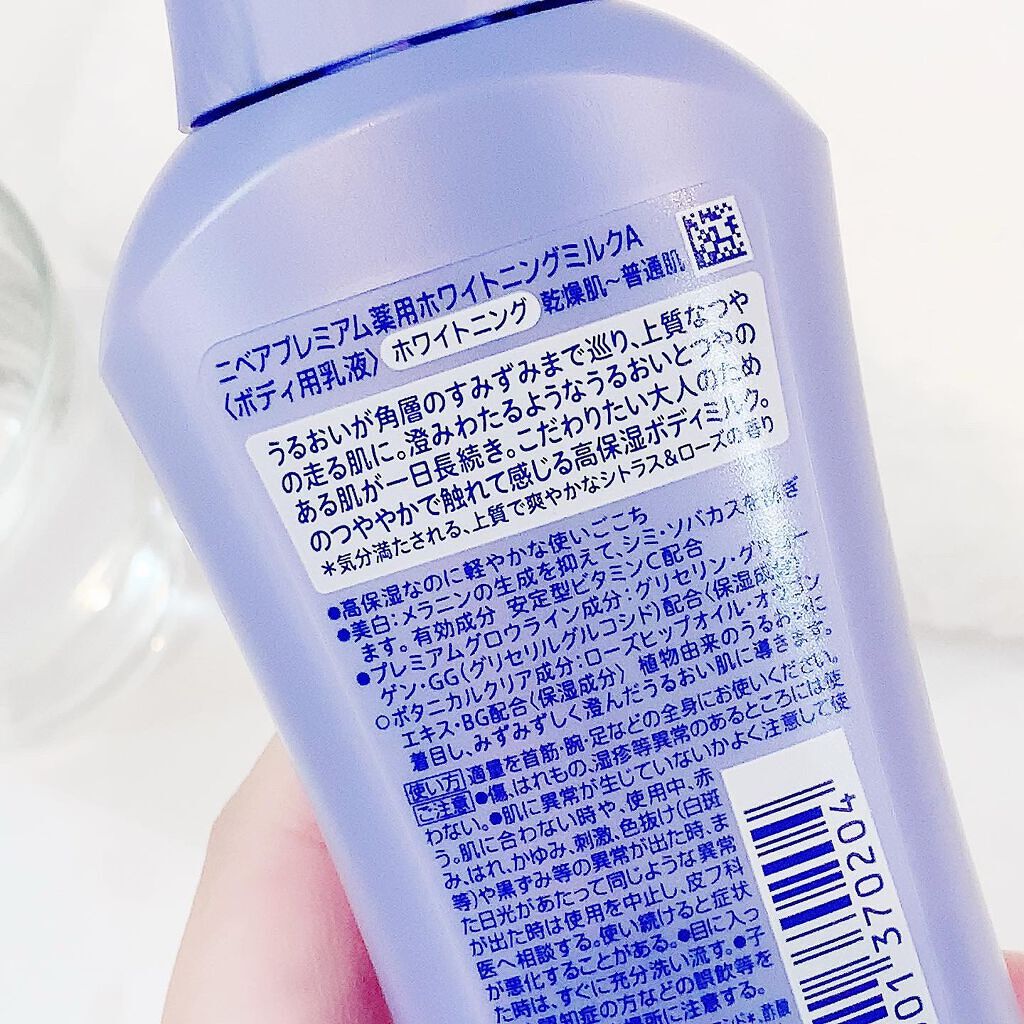 ニベアプレミアム薬用ホワイトニングミルクA
〈ボディ用乳液〉 ホワイトニング 乾燥肌～普通肌
うるおいが角層のすみずみまで巡り、上質なつや
の走る肌に。澄みわたるようなうるおいとつやの
ある肌が一日長続き。こだわりたい大人のため
のつややかで触れて感じる高保湿ボディミルク。
*気分満たされる、上質で爽やかなシトラス&ローズの香り
●高保湿なのに軽やかな使いごこち
●美白:メラニンの生成を抑えて、シミ・ソバカスを防ぎ
ます。有効成分 安定型ビタミンC配合
●プレミアムグロウライン成分:グリセリン・グリコー
ゲン・GG(グリセリルグルコシド)配合〈保湿成分〉
○ボタニカルクリア成分:ローズヒップオイル・オウゴン
エキス・BG配合〈保湿成分〉 植物由来のうるおいに
着目し、みずみずしく澄んだうるおい肌に導きます。
使い方 適量を首筋・腕・足などの全身にお使いください。
ご注意 ●傷、はれもの、湿疹等異常のあるところには使
わない。●肌に異常が生じていないかよく注意して使
う。肌に合わない時や、使用中、赤
み、はれ、かゆみ、刺激、色抜け(白斑
等)や黒ずみ等の異常が出た時、ま
た日光があたって同じような異常
が出た時は使用を中止し、皮フ科
医へ相談する。使い続けると症状
が悪化することがある。●目に入っ
た時は、すぐに充分洗い流す。●子
認知症の方などの誤飲等を
場所に注意する。
酢酸
01 370204